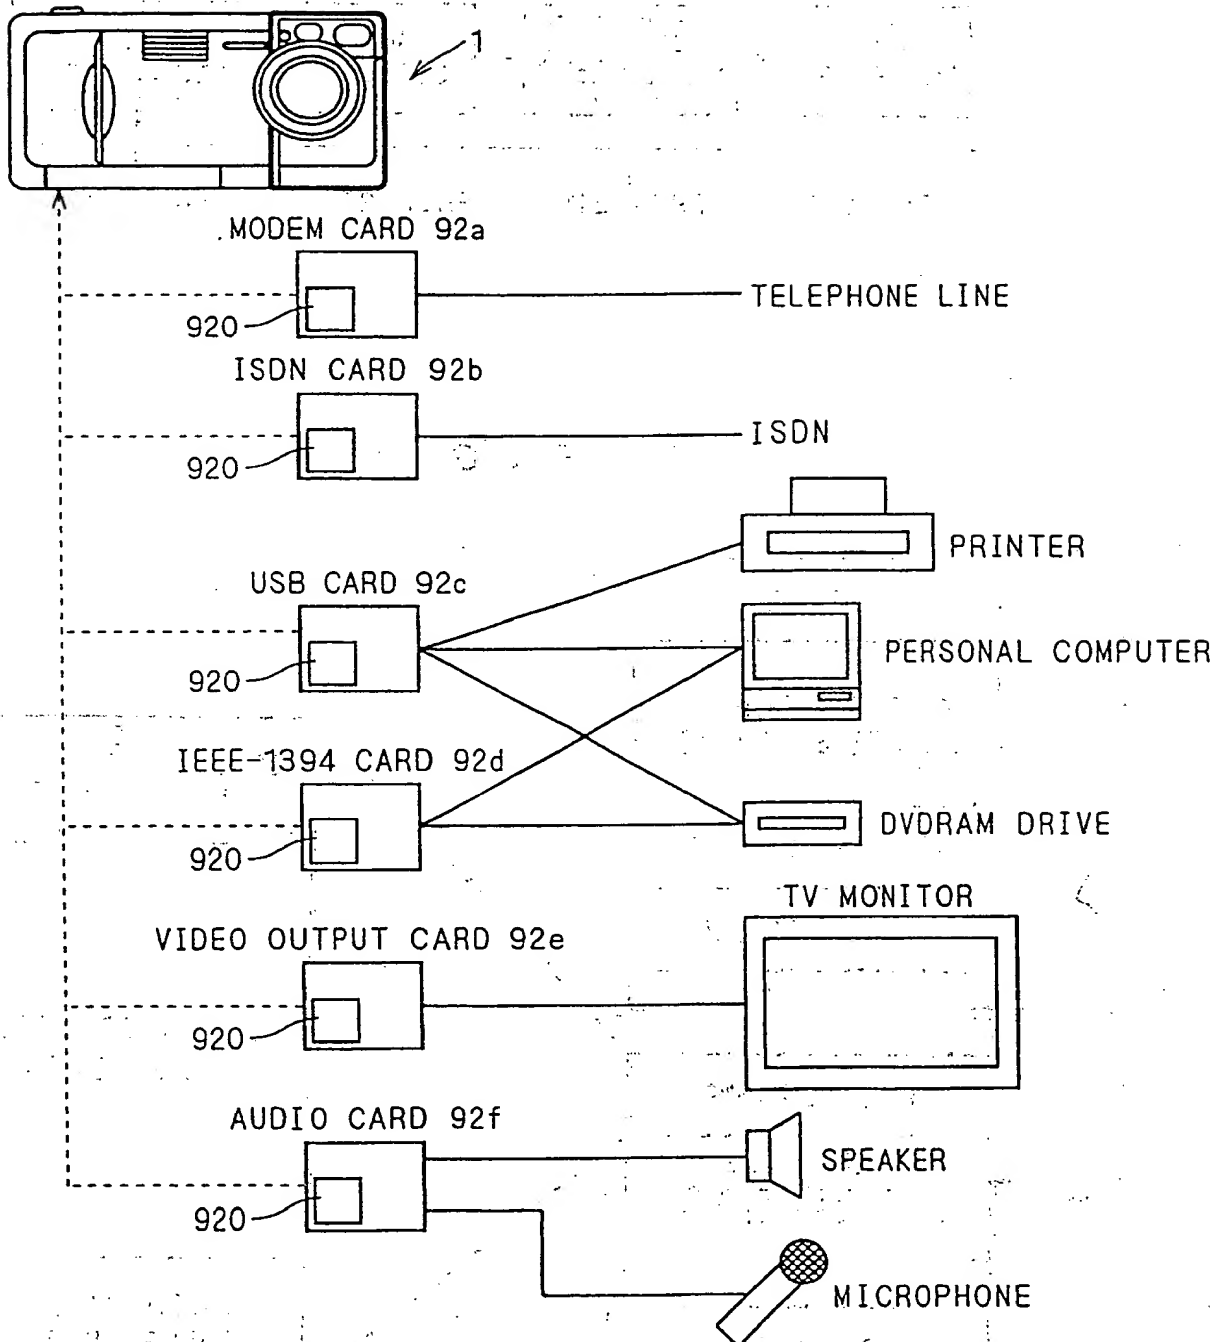 1
MODEM CARD 92a
920
TELEPHONE LINE
ISDN CARD 92b
920
ISDN
PRINTER
USB CARD 92c
920
PERSONAL COMPUTER
IEEE-1394 CARD 92d
920
DVDRAM DRIVE
TV MONITOR
VIDEO OUTPUT CARD 92e
920
AUDIO CARD 92f
SPEAKER
920
MICROPHONE